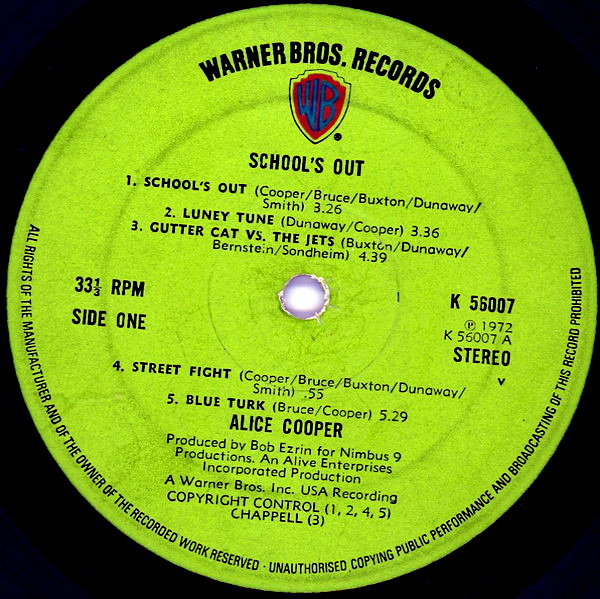 WARNER BROS. RECORDS
WB
®
SCHOOL'S OUT
1. SCHOOL'S OUT (Cooper/Bruce/Buxton/Dunaway/
Smith) 3.26
2. LUNEY TUNE (Dunaway/Cooper) 3.36
3. GUTTER CAT VS. THE JETS (Buxton/Dunaway/
Bernstein/Sondheim) 4.39
33⅓ RPM
SIDE ONE
K 56007
℗ 1972
K 56007 A
STEREO
V
4. STREET FIGHT (Cooper/Bruce/Buxton/Dunaway/
Smith) .55
5. BLUE TURK (Bruce/Cooper) 5.29
ALICE COOPER
Produced by Bob Ezrin for Nimbus 9
Productions. An Alive Enterprises
Incorporated Production
A Warner Bros. Inc. USA Recording
COPYRIGHT CONTROL (1, 2, 4, 5)
CHAPPELL (3)
ALL RIGHTS OF THE MANUFACTURER AND OF THE OWNER OF THE RECORDED WORK RESERVED · UNAUTHORISED COPYING PUBLIC PERFORMANCE AND BROADCASTING OF THIS RECORD PROHIBITED